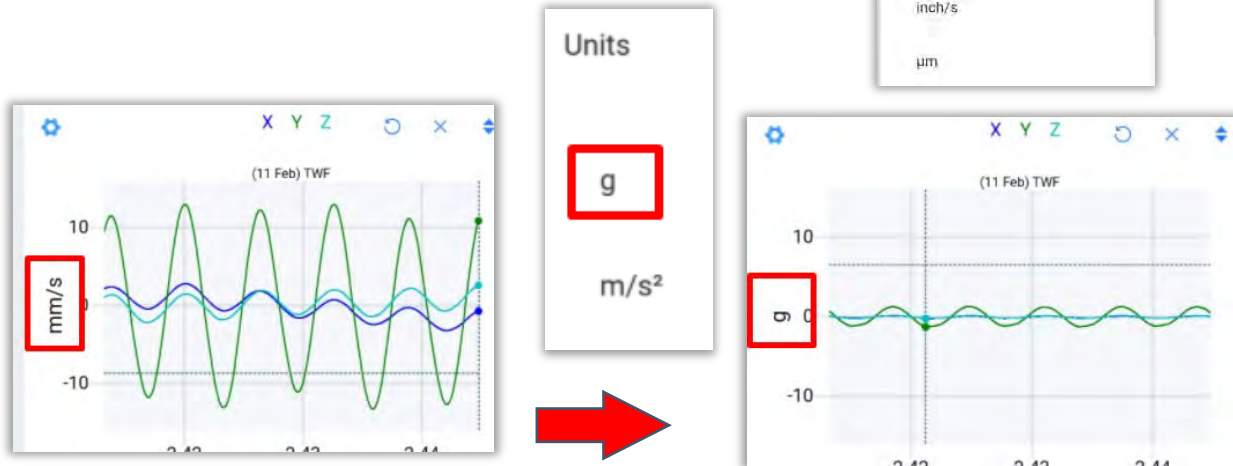 inch/s
µm
Units
g
m/s²
X Y Z
(11 Feb) TWF
10
0
-10
mm/s
X Y Z
(11 Feb) TWF
10
0
-10
g